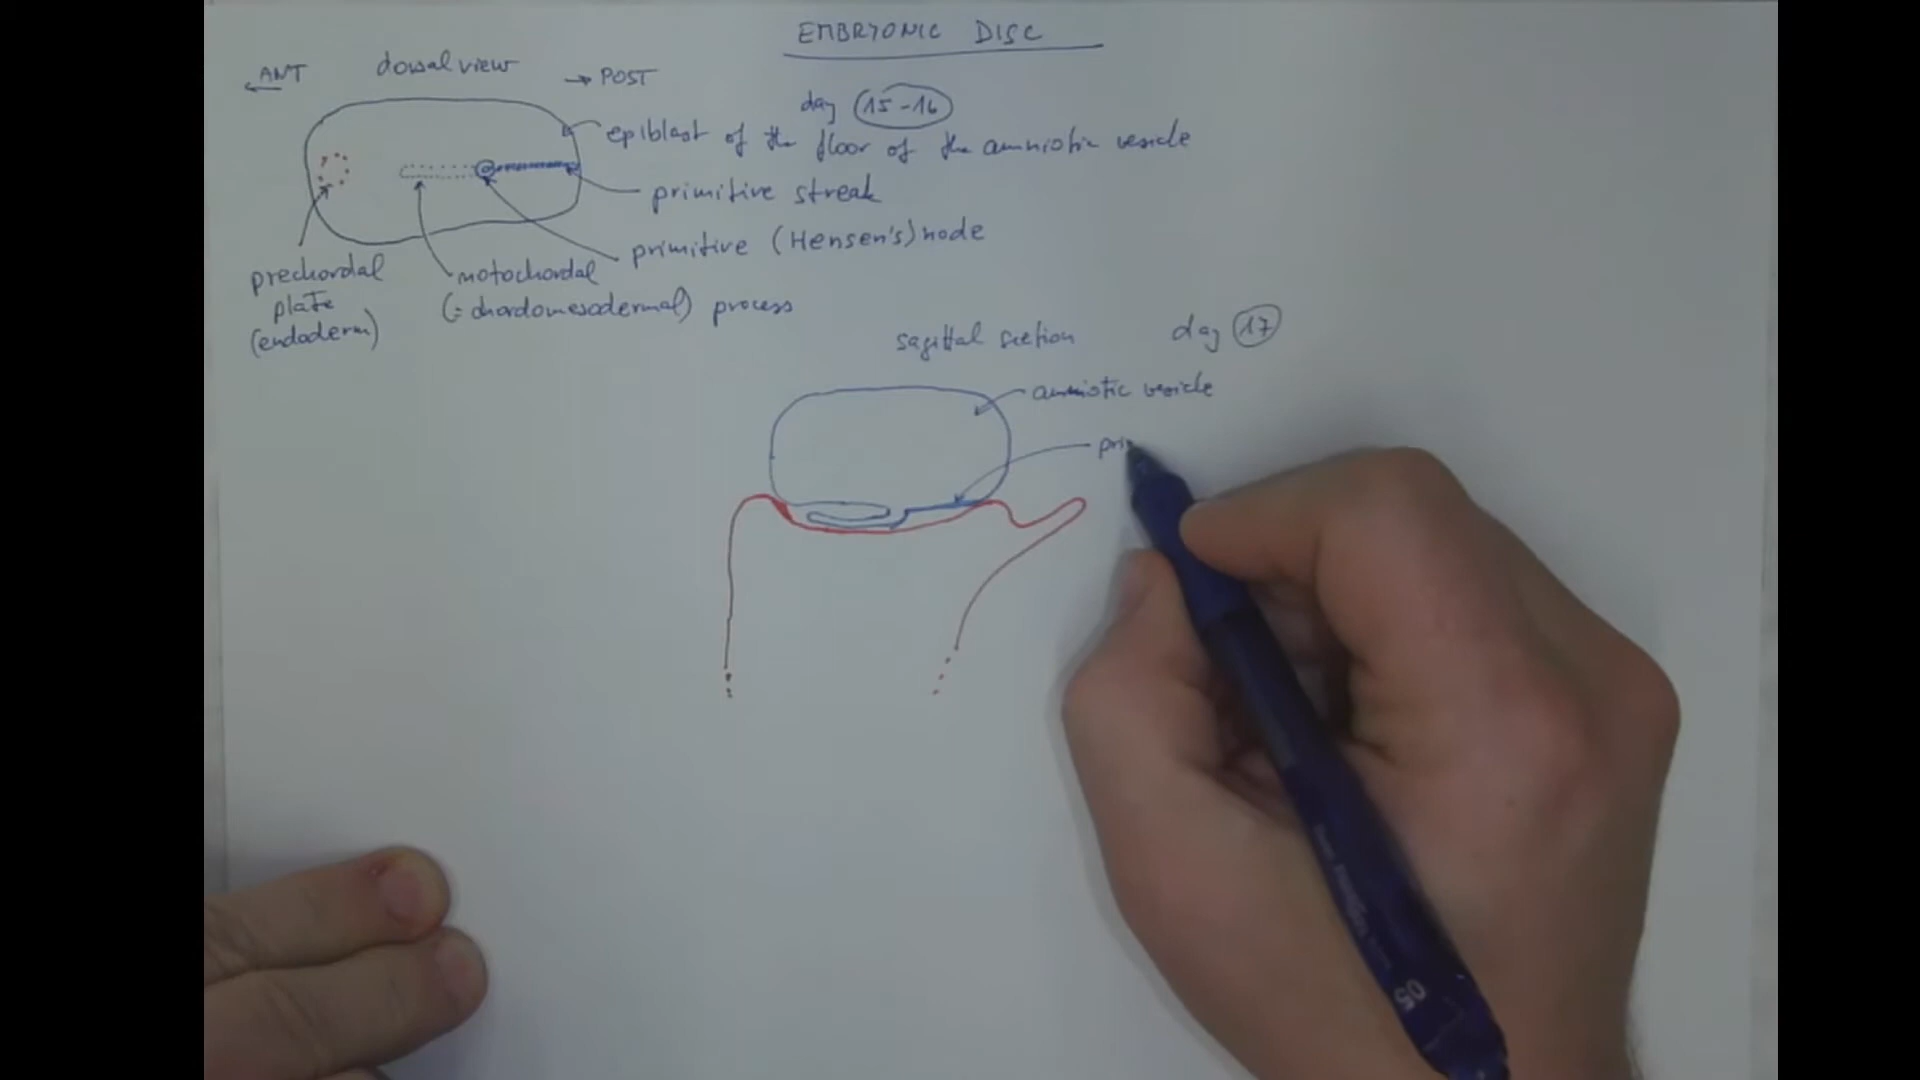 EMBRYONIC DISC
ANT dorsal view → POST
day 15-16
epiblast of the floor of the amniotic vesicle
primitive streak
primitive (Hensen's) node
prechordal
plate
(endoderm)
notochordal
(= chordomesodermal) process
sagittal section day 17
amniotic vesicle
pri
05